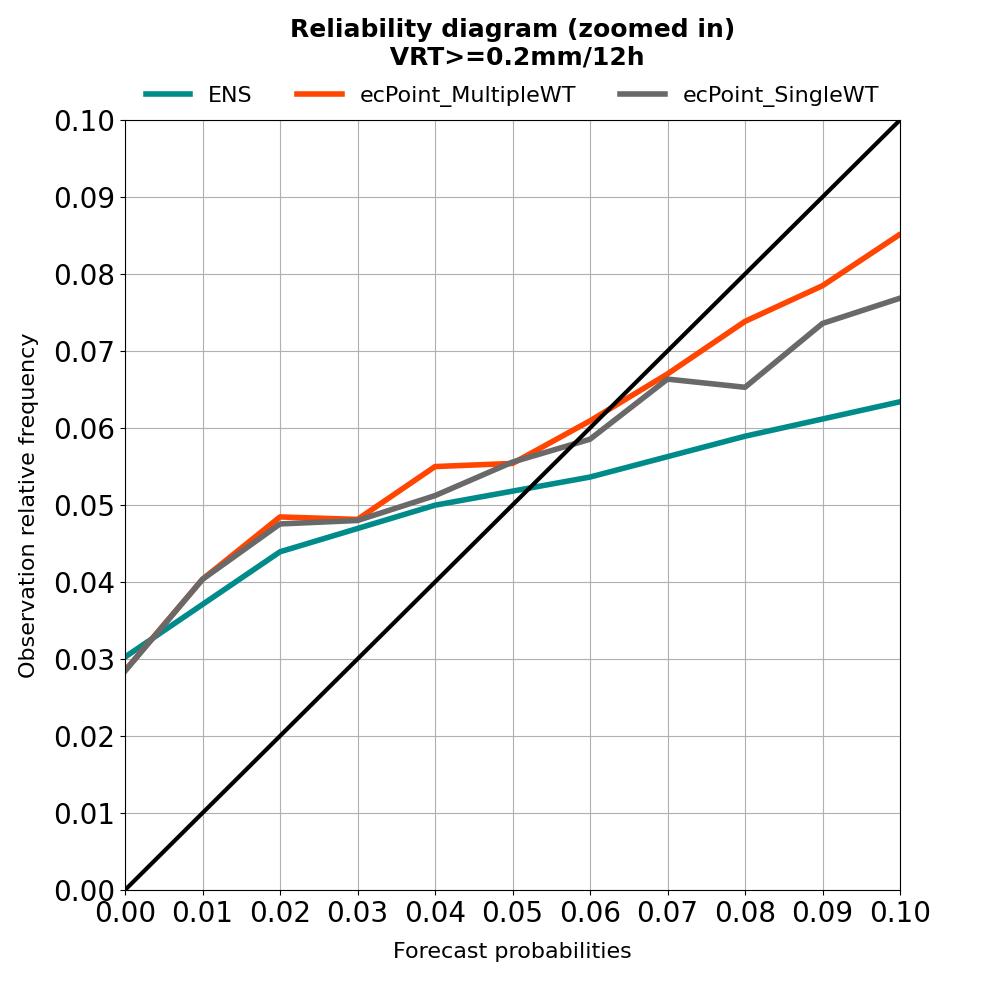 Reliability diagram (zoomed in)
VRT>=0.2mm/12h
ENS ecPoint_MultipleWT ecPoint_SingleWT
0.10
0.09
0.08
0.07
0.06
0.05
0.04
0.03
0.02
0.01
0.00
Observation relative frequency
0.00 0.01 0.02 0.03 0.04 0.05 0.06 0.07 0.08 0.09 0.10
Forecast probabilities